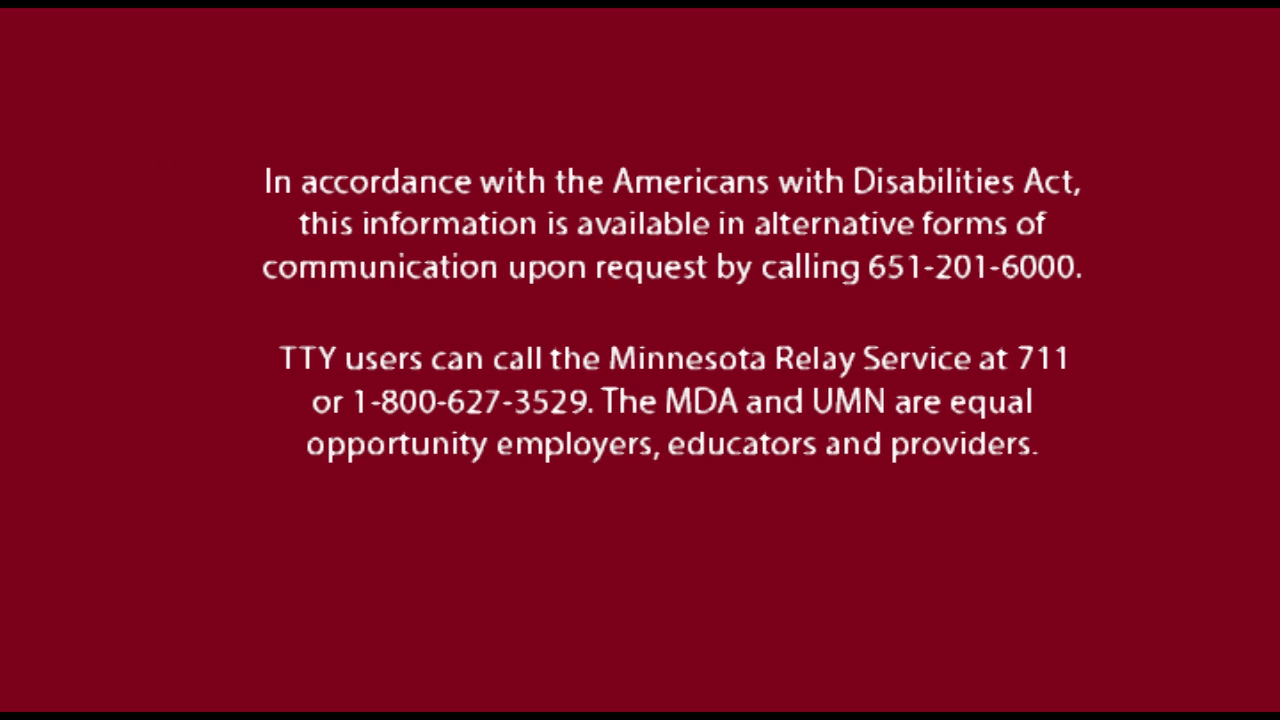 In accordance with the Americans with Disabilities Act,
this information is available in alternative forms of
communication upon request by calling 651-201-6000.
TTY users can call the Minnesota Relay Service at 711
or 1-800-627-3529. The MDA and UMN are equal
opportunity employers, educators and providers.